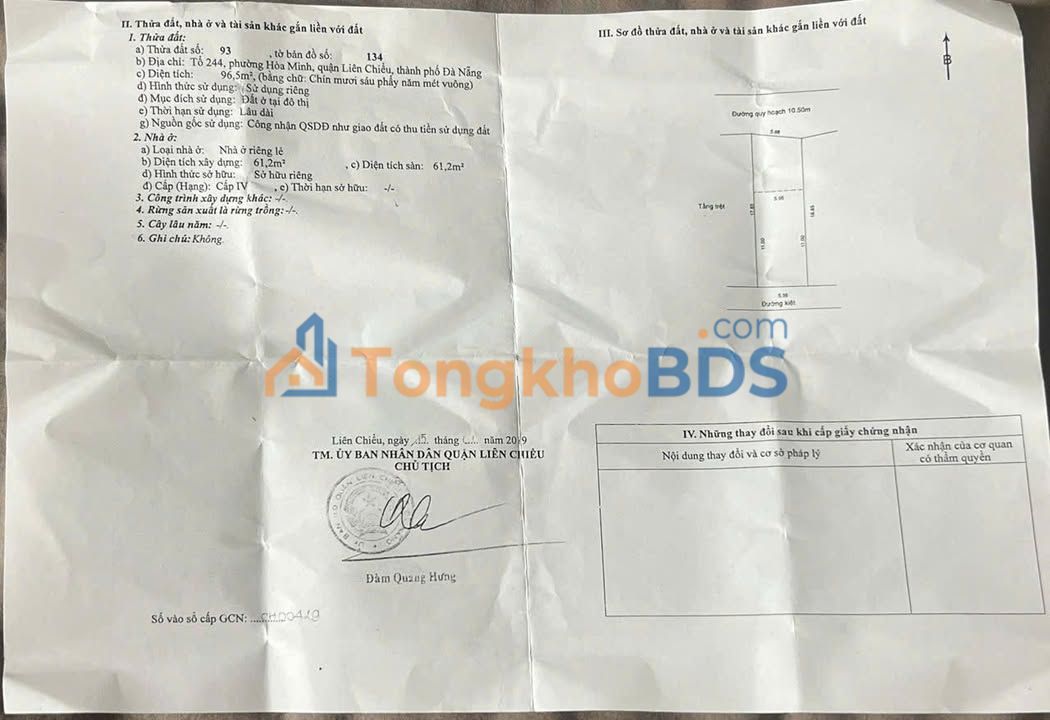 II. Thửa đất, nhà ở và tài sản khác gắn liền với đất
1. Thửa đất:
a) Thửa đất số: 93 , tờ bản đồ số: 134
b) Địa chỉ: Tổ 244, phường Hòa Minh, quận Liên Chiểu, thành phố Đà Nẵng
c) Diện tích: 96,5m², (bằng chữ: Chín mươi sáu phẩy năm mét vuông)
d) Hình thức sử dụng: Sử dụng riêng
đ) Mục đích sử dụng: Đất ở tại đô thị
e) Thời hạn sử dụng: Lâu dài
g) Nguồn gốc sử dụng: Công nhận QSDĐ như giao đất có thu tiền sử dụng đất
2. Nhà ở:
a) Loại nhà ở: Nhà ở riêng lẻ
b) Diện tích xây dựng: 61,2m² , c) Diện tích sàn: 61,2m²
d) Hình thức sở hữu: Sở hữu riêng
đ) Cấp (Hạng): Cấp IV , e) Thời hạn sở hữu: -/-
3. Công trình xây dựng khác: -/-.
4. Rừng sản xuất là rừng trồng: -/-.
5. Cây lâu năm: -/-.
6. Ghi chú: Không.
III. Sơ đồ thửa đất, nhà ở và tài sản khác gắn liền với đất
B
Đường quy hoạch 10.50m
5.68
Tầng trệt
5.56
11.00
11.00
Đường kiệt
TongkhoBDS
.com
Liên Chiểu, ngày 15 tháng năm 2019
TM. ỦY BAN NHÂN DÂN QUẬN LIÊN CHIỂU
CHỦ TỊCH
Đàm Quang Hưng
Số vào sổ cấp GCN: ....CH00419
IV. Những thay đổi sau khi cấp giấy chứng nhận
Nội dung thay đổi và cơ sở pháp lý
Xác nhận của cơ quan
có thẩm quyền